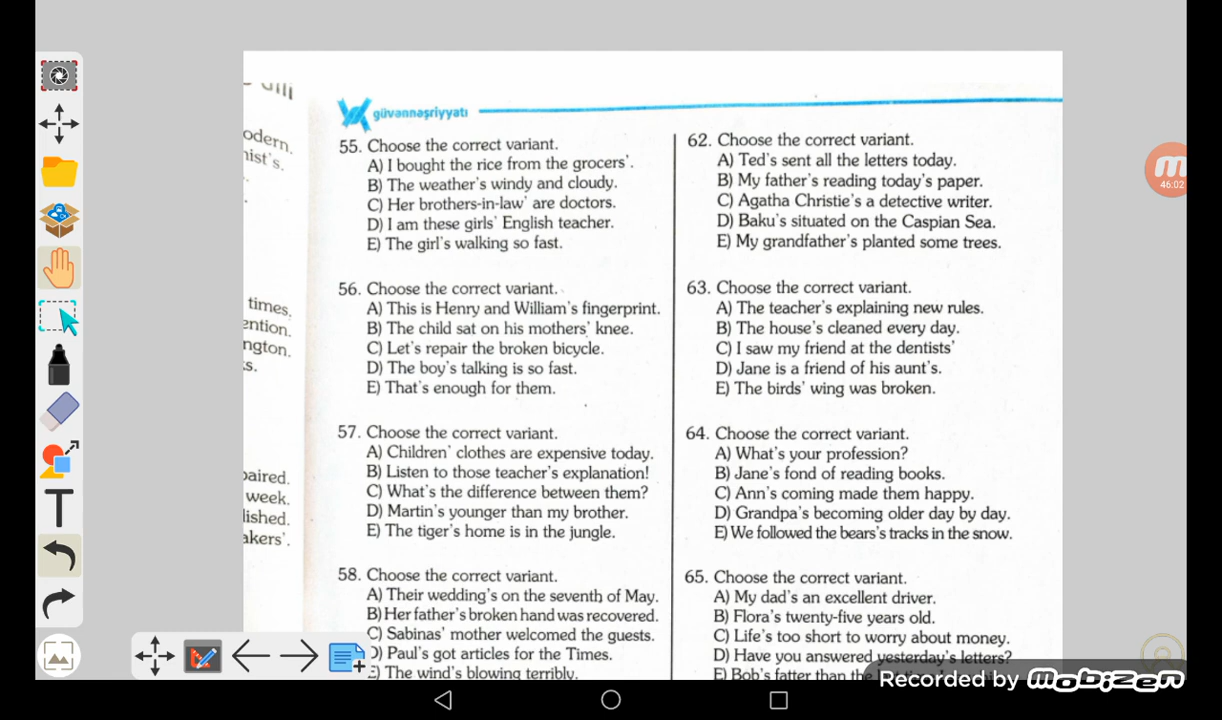 güvənnəşriyyatı
odern,
nist's.
times.
ention.
ngton.
s.
paired.
week.
lished.
akers'.
55. Choose the correct variant.
A) I bought the rice from the grocers'.
B) The weather's windy and cloudy.
C) Her brothers-in-law' are doctors.
D) I am these girls' English teacher.
E) The girl's walking so fast.
56. Choose the correct variant.
A) This is Henry and William's fingerprint.
B) The child sat on his mothers' knee.
C) Let's repair the broken bicycle.
D) The boy's talking is so fast.
E) That's enough for them.
57. Choose the correct variant.
A) Children' clothes are expensive today.
B) Listen to those teacher's explanation!
C) What's the difference between them?
D) Martin's younger than my brother.
E) The tiger's home is in the jungle.
58. Choose the correct variant.
A) Their wedding's on the seventh of May.
B) Her father's broken hand was recovered.
C) Sabinas' mother welcomed the guests.
D) Paul's got articles for the Times.
E) The wind's blowing terribly.
62. Choose the correct variant.
A) Ted's sent all the letters today.
B) My father's reading today's paper.
C) Agatha Christie's a detective writer.
D) Baku's situated on the Caspian Sea.
E) My grandfather's planted some trees.
63. Choose the correct variant.
A) The teacher's explaining new rules.
B) The house's cleaned every day.
C) I saw my friend at the dentists'
D) Jane is a friend of his aunt's.
E) The birds' wing was broken.
64. Choose the correct variant.
A) What's your profession?
B) Jane's fond of reading books.
C) Ann's coming made them happy.
D) Grandpa's becoming older day by day.
E) We followed the bears's tracks in the snow.
65. Choose the correct variant.
A) My dad's an excellent driver.
B) Flora's twenty-five years old.
C) Life's too short to worry about money.
D) Have you answered yesterday's letters?
E) Bob's fatter than the
46:02
T
Recorded by mobizen